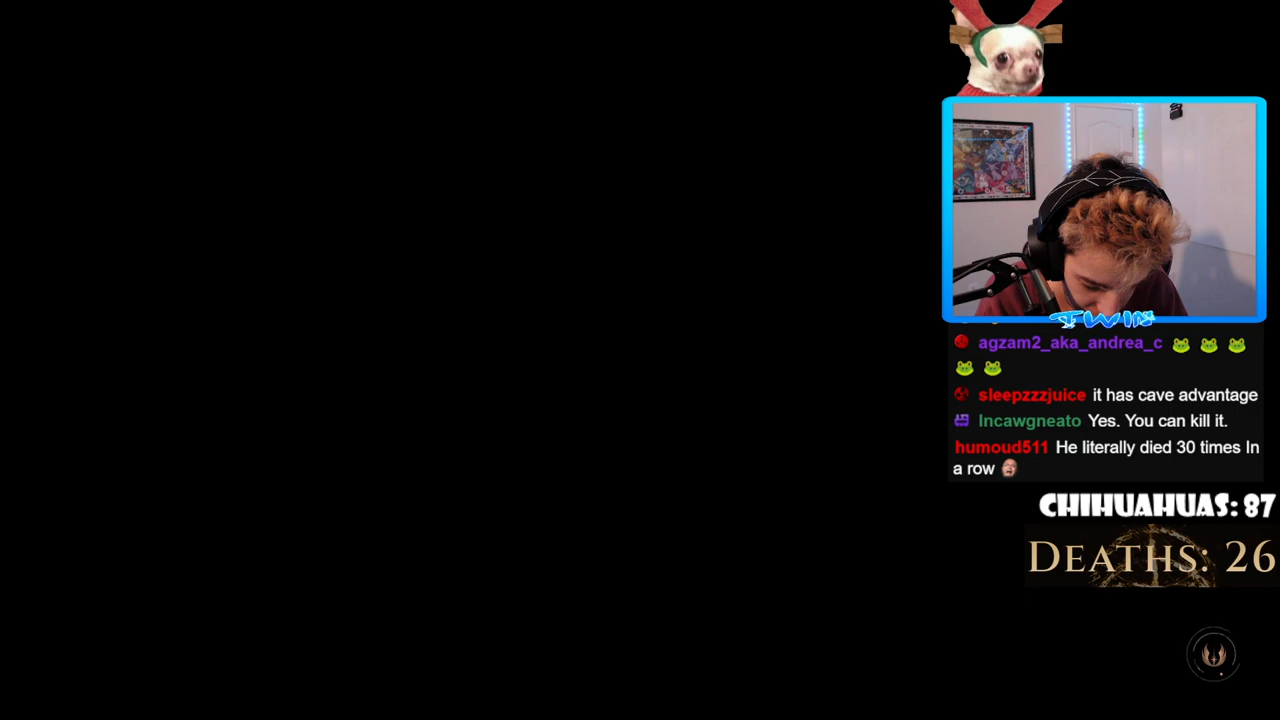 TWIN
agzam2_aka_andrea_c
sleepzzzjuice it has cave advantage
Incawgneato Yes. You can kill it.
humoud511 He literally died 30 times In
a row
CHIHUAHUAS: 87
DEATHS: 26